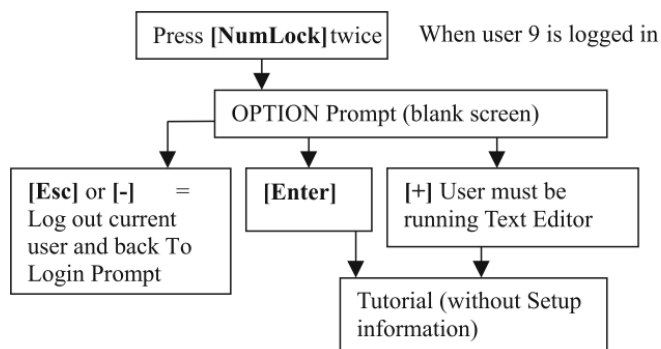 Press [NumLock] twice
When user 9 is logged in
OPTION Prompt (blank screen)
[Esc] or [-] =
Log out current
user and back To
Login Prompt
[Enter]
[+] User must be
running Text Editor
Tutorial (without Setup
information)